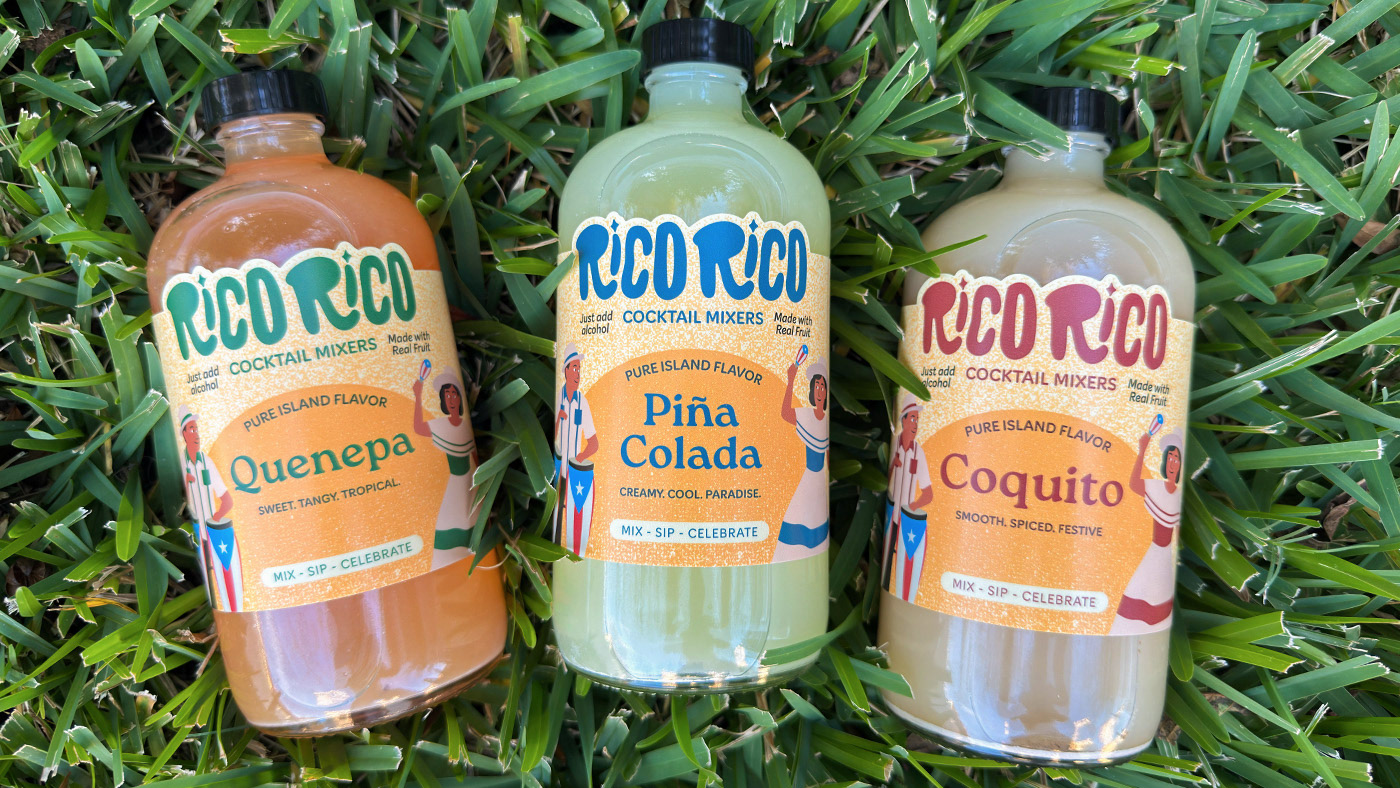 RiCO RiCO
Just add
alcohol
COCKTAIL MIXERS
Made with
Real Fruit
PURE ISLAND FLAVOR
Quenepa
SWEET. TANGY. TROPICAL.
MIX - SIP - CELEBRATE
RiCO RiCO
Just add
alcohol
COCKTAIL MIXERS
Made with
Real Fruit
PURE ISLAND FLAVOR
Piña
Colada
CREAMY. COOL. PARADISE.
MIX - SIP - CELEBRATE
RiCO RiCO
Just add
alcohol
COCKTAIL MIXERS
Made with
Real Fruit
PURE ISLAND FLAVOR
Coquito
SMOOTH. SPICED. FESTIVE
MIX - SIP - CELEBRATE